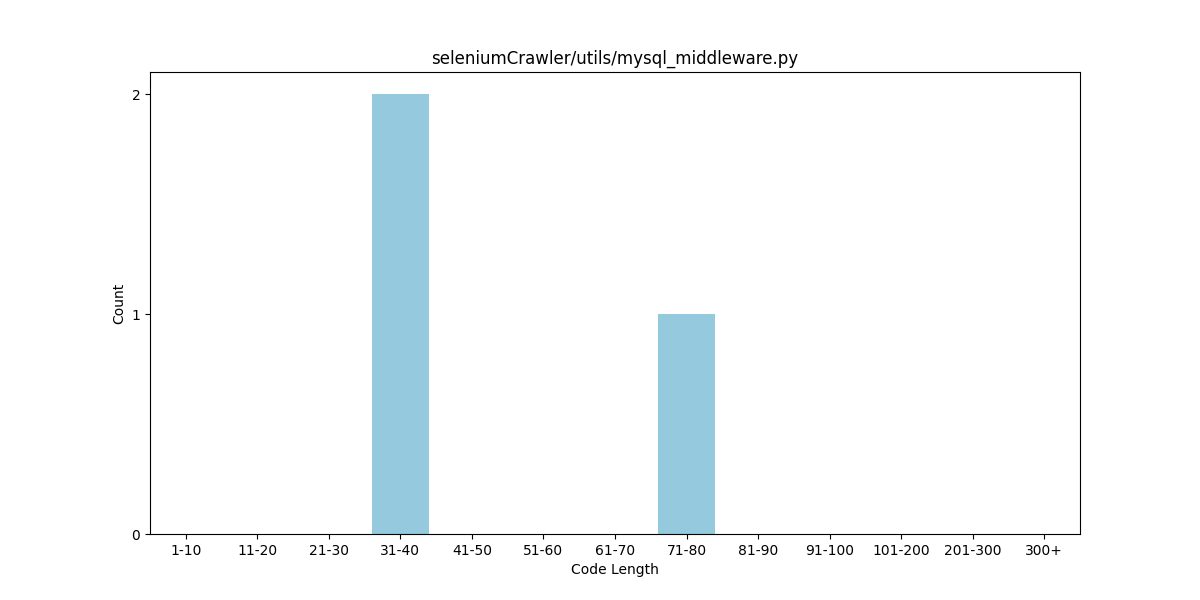 seleniumCrawler/utils/mysql_middleware.py
Count
2
1
0
1-10 11-20 21-30 31-40 41-50 51-60 61-70 71-80 81-90 91-100 101-200 201-300 300+
Code Length